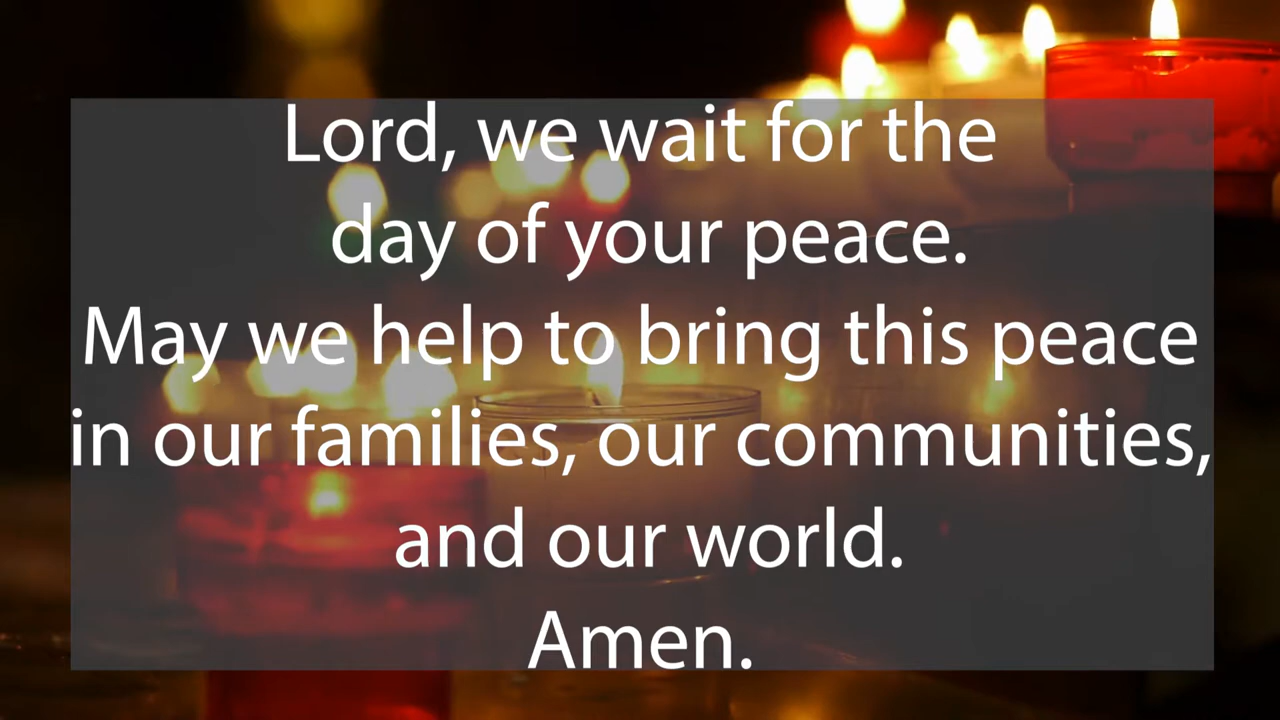 Lord, we wait for the
day of your peace.
May we help to bring this peace
in our families, our communities,
and our world.
Amen.